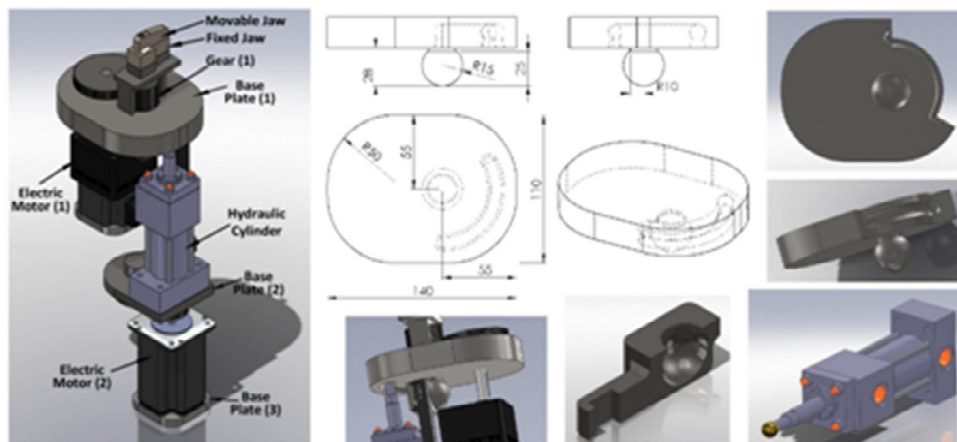 Movable Jaw
Fixed Jaw
Gear (1)
Base
Plate (1)
Electric
Motor (1)
Hydraulic
Cylinder
Base
Plate (2)
Electric
Motor (2)
Base
Plate (3)
28
R15
25
R10
R50
55
110
55
140